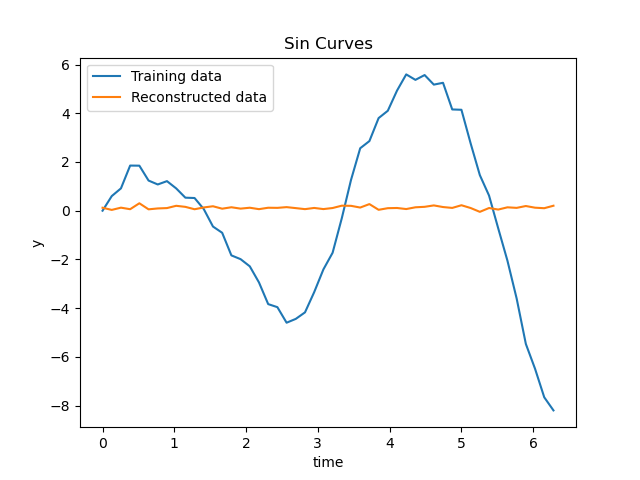 Sin Curves
Training data
Reconstructed data
6
4
2
0
−2
−4
−6
−8
y
0 1 2 3 4 5 6
time